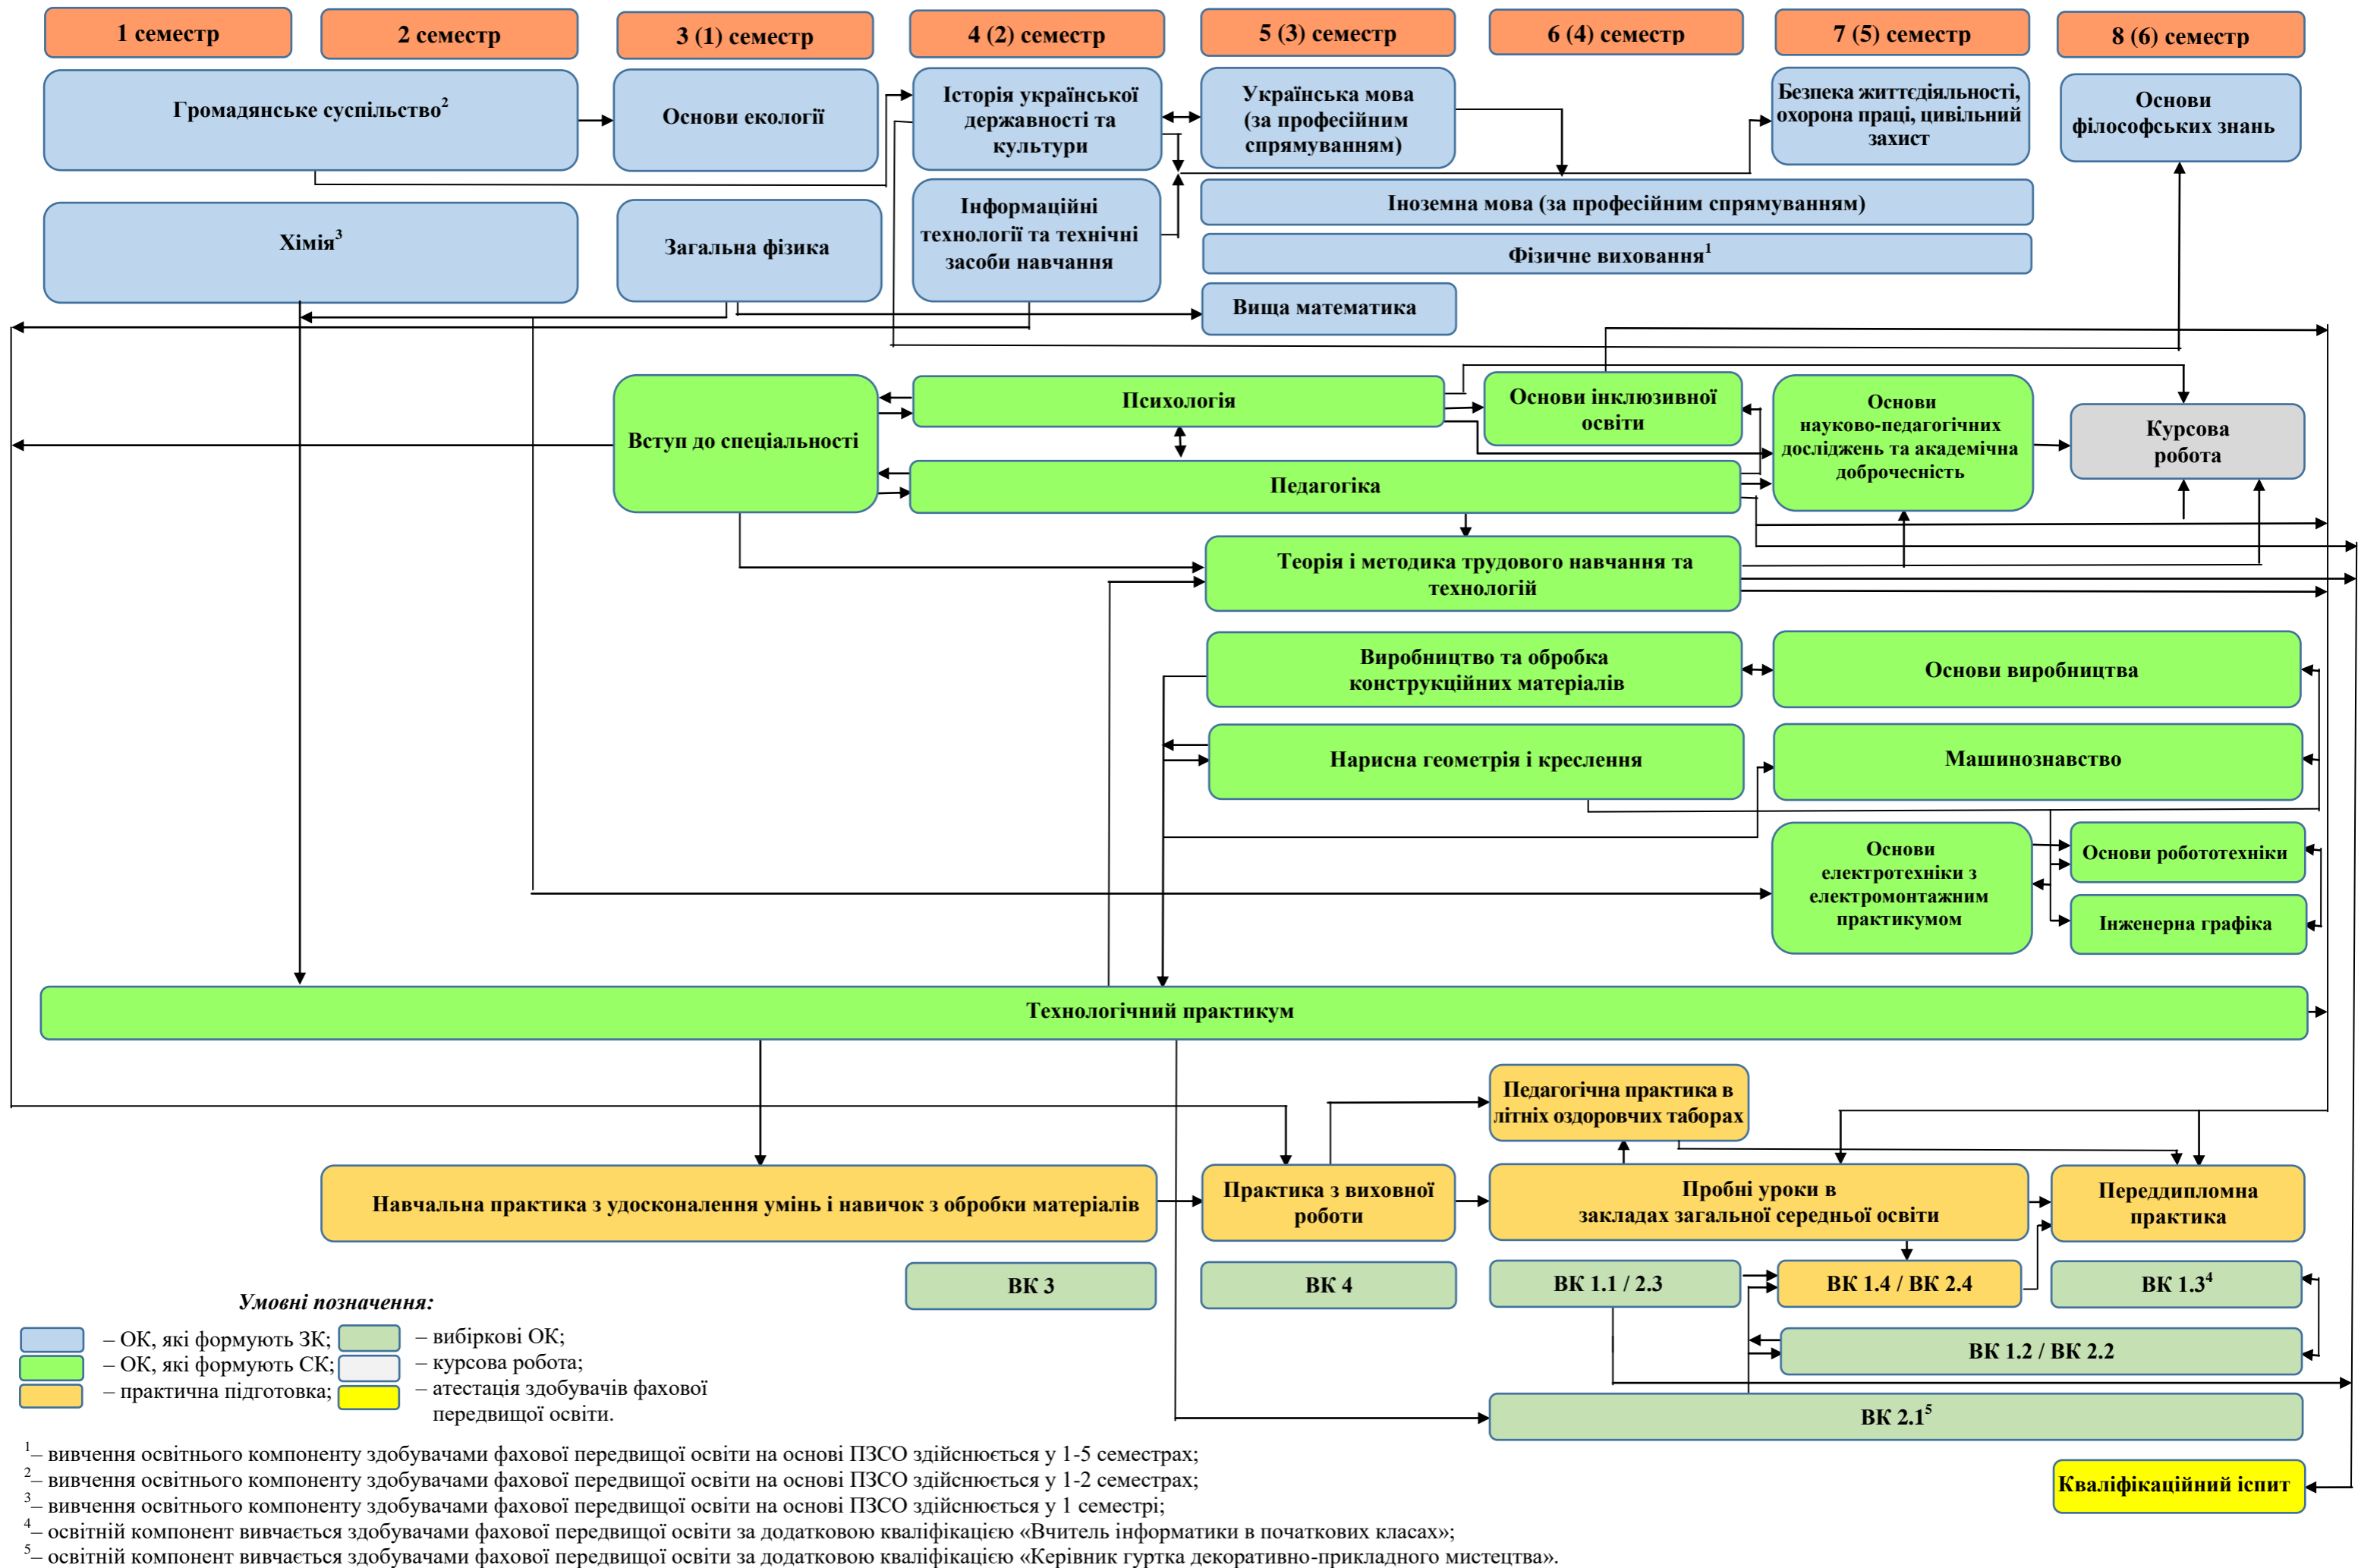 1 семестр
2 семестр
3 (1) семестр
4 (2) семестр
5 (3) семестр
6 (4) семестр
7 (5) семестр
8 (6) семестр
Громадянське суспільство²
Основи екології
Історія української
державності та
культури
Українська мова
(за професійним
спрямуванням)
Безпека життєдіяльності,
охорона праці, цивільний
захист
Основи
філософських знань
Хімія³
Загальна фізика
Інформаційні
технології та технічні
засоби навчання
Іноземна мова (за професійним спрямуванням)
Фізичне виховання¹
Вища математика
Вступ до спеціальності
Психологія
Основи інклюзивної
освіти
Основи
науково-педагогічних
досліджень та академічна
доброчесність
Курсова
робота
Педагогіка
Теорія і методика трудового навчання та
технологій
Виробництво та обробка
конструкційних матеріалів
Основи виробництва
Нарисна геометрія і креслення
Машинознавство
Основи
електротехніки з
електромонтажним
практикумом
Основи робототехніки
Інженерна графіка
Технологічний практикум
Педагогічна практика в
літніх оздоровчих таборах
Навчальна практика з удосконалення умінь і навичок з обробки матеріалів
Практика з виховної
роботи
Пробні уроки в
закладах загальної середньої освіти
Переддипломна
практика
ВК 3
ВК 4
ВК 1.1 / 2.3
ВК 1.4 / ВК 2.4
ВК 1.3⁴
ВК 1.2 / ВК 2.2
ВК 2.1⁵
Кваліфікаційний іспит
Умовні позначення:
– ОК, які формують ЗК;
– ОК, які формують СК;
– практична підготовка;
– вибіркові ОК;
– курсова робота;
– атестація здобувачів фахової
передвищої освіти.
¹– вивчення освітнього компоненту здобувачами фахової передвищої освіти на основі ПЗСО здійснюється у 1-5 семестрах;
²– вивчення освітнього компоненту здобувачами фахової передвищої освіти на основі ПЗСО здійснюється у 1-2 семестрах;
³– вивчення освітнього компоненту здобувачами фахової передвищої освіти на основі ПЗСО здійснюється у 1 семестрі;
⁴– освітній компонент вивчається здобувачами фахової передвищої освіти за додатковою кваліфікацією «Вчитель інформатики в початкових класах»;
⁵– освітній компонент вивчається здобувачами фахової передвищої освіти за додатковою кваліфікацією «Керівник гуртка декоративно-прикладного мистецтва».